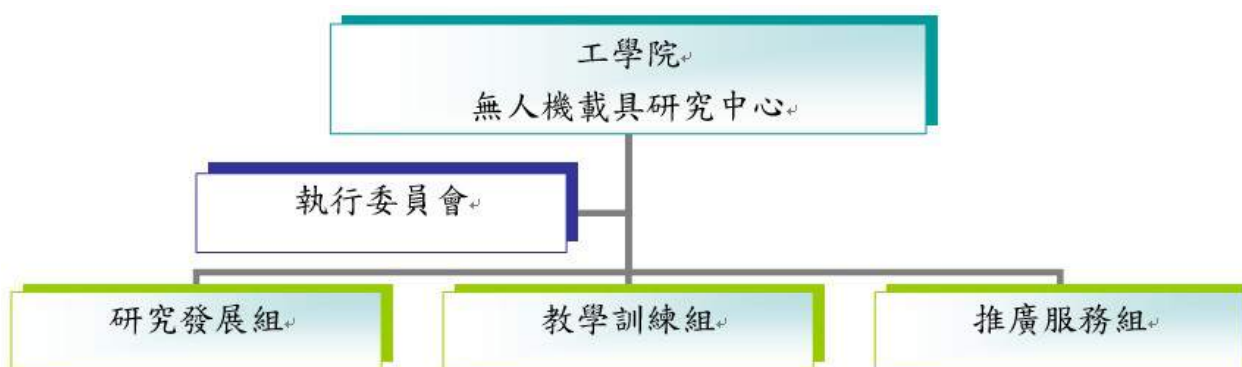 工學院
無人機載具研究中心
執行委員會
研究發展組
教學訓練組
推廣服務組